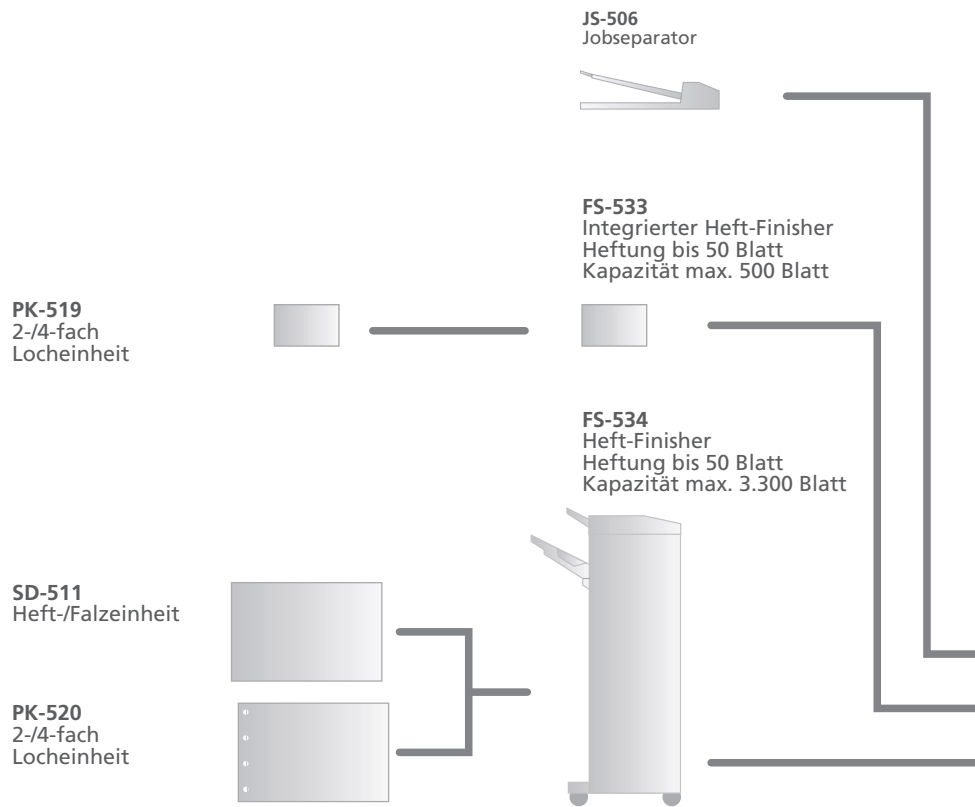 JS-506
Jobseparator
FS-533
Integrierter Heft-Finisher
Heftung bis 50 Blatt
Kapazität max. 500 Blatt
PK-519
2-/4-fach
Locheinheit
FS-534
Heft-Finisher
Heftung bis 50 Blatt
Kapazität max. 3.300 Blatt
SD-511
Heft-/Falzeinheit
PK-520
2-/4-fach
Locheinheit